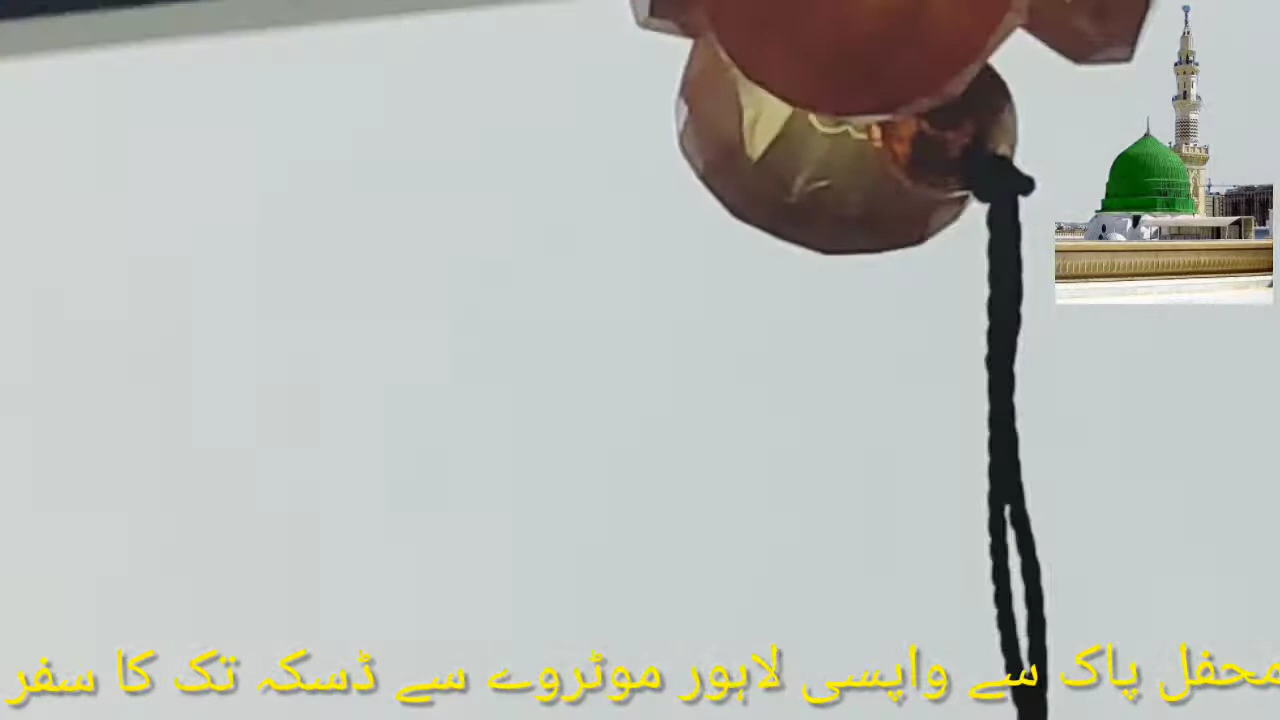 محفل پاک سے واپسی لاہور موٹروے سے ڈسکہ تک کا سفر